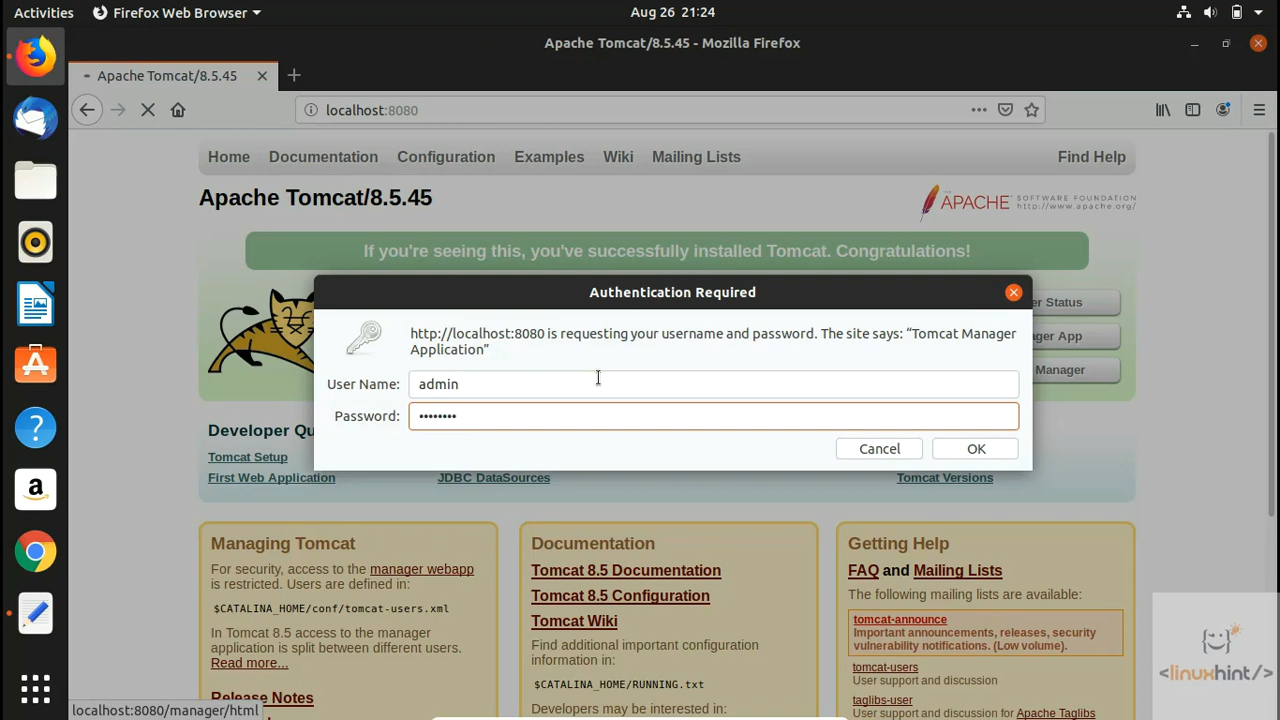 Activities Firefox Web Browser Aug 26 21:24
Apache Tomcat/8.5.45 - Mozilla Firefox
Apache Tomcat/8.5.45
localhost:8080
Home Documentation Configuration Examples Wiki Mailing Lists Find Help
Apache Tomcat/8.5.45
APACHE SOFTWARE FOUNDATION
http://www.apache.org/
If you're seeing this, you've successfully installed Tomcat. Congratulations!
Authentication Required
Status
http://localhost:8080 is requesting your username and password. The site says: “Tomcat Manager
Application”
App
Manager
User Name: admin
Password: ••••••••
Cancel OK
Developer
Tomcat Setup
First Web Application JDBC DataSources Tomcat Versions
Managing Tomcat
For security, access to the manager webapp
is restricted. Users are defined in:
$CATALINA_HOME/conf/tomcat-users.xml
In Tomcat 8.5 access to the manager
application is split between different users.
Read more...
Release Notes
Documentation
Tomcat 8.5 Documentation
Tomcat 8.5 Configuration
Tomcat Wiki
Find additional important configuration
information in:
$CATALINA_HOME/RUNNING.txt
Developers may be interested in:
Getting Help
FAQ and Mailing Lists
The following mailing lists are available:
tomcat-announce
Important announcements, releases, security
vulnerability notifications. (Low volume).
tomcat-users
User support and discussion
taglibs-user
User support and discussion for Apache Taglibs
localhost:8080/manager/html
<linuxhint/>